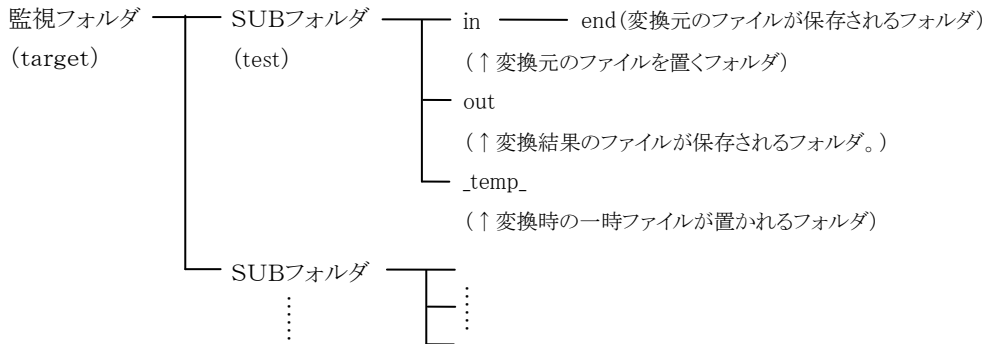 監視フォルダ SUBフォルダ in end(変換元のファイルが保存されるフォルダ)
(target) (test) (↑変換元のファイルを置くフォルダ)
out
(↑変換結果のファイルが保存されるフォルダ。)
_temp_
(↑変換時の一時ファイルが置かれるフォルダ)
SUBフォルダ